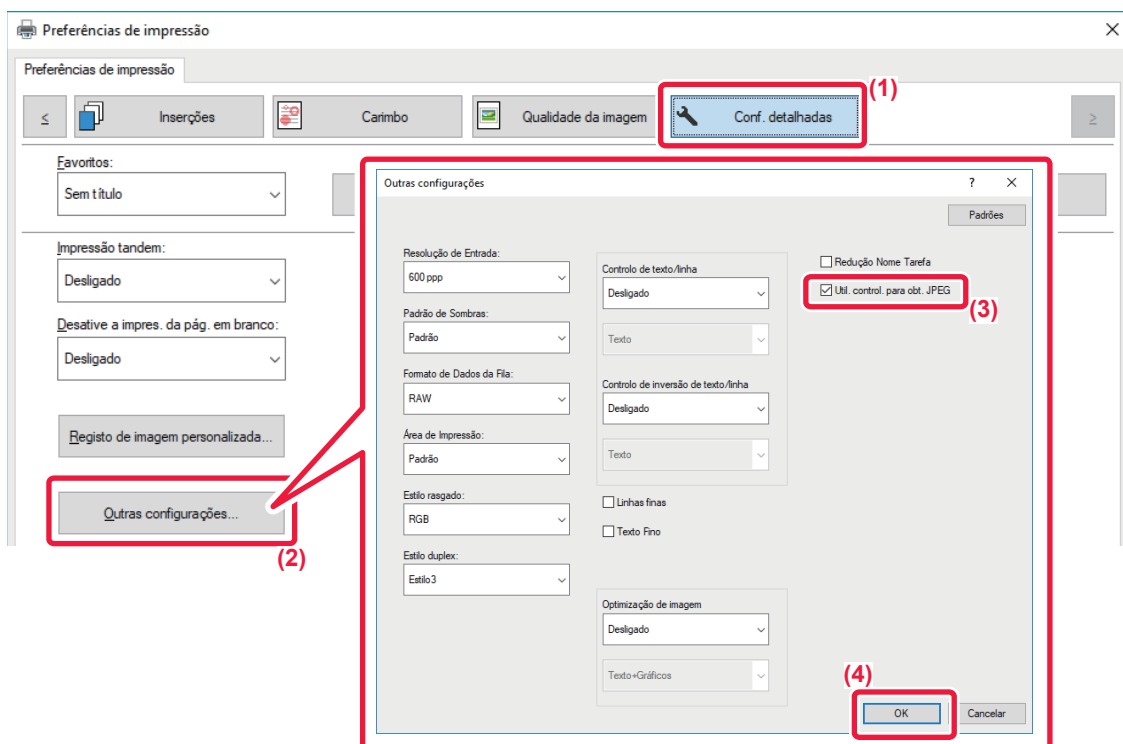 Preferências de impressão
Preferências de impressão
(1)
<
Inserções
Carimbo
Qualidade da imagem
Conf. detalhadas
>
Favoritos:
Sem título
Impressão tandem:
Desligado
Desative a impres. da pág. em branco:
Desligado
Registo de imagem personalizada...
Outras configurações...
(2)
Outras configurações
?
Padrões
Resolução de Entrada:
600 ppp
Padrão de Sombras:
Padrão
Formato de Dados da Fila:
RAW
Área de Impressão:
Padrão
Estilo rasgado:
RGB
Estilo duplex:
Estilo3
Controlo de texto/linha
Desligado
Texto
Controlo de inversão de texto/linha
Desligado
Texto
Linhas finas
Texto Fino
Optimização de imagem
Desligado
Texto+Gráficos
Redução Nome Tarefa
Util. control. para obt. JPEG
(3)
(4)
OK
Cancelar